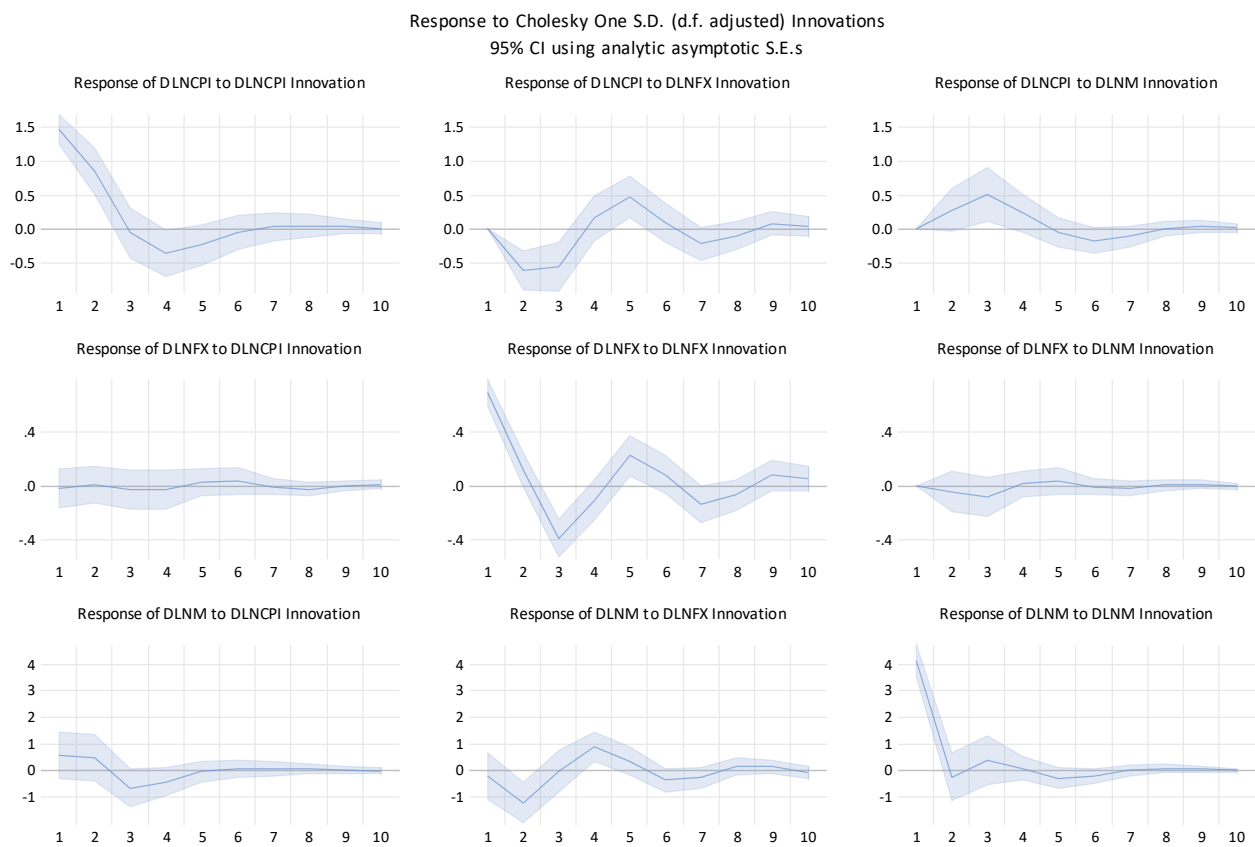 Response to Cholesky One S.D. (d.f. adjusted) Innovations
95% CI using analytic asymptotic S.E.s
Response of DLNCPI to DLNCPI Innovation
1.5
1.0
0.5
0.0
-0.5
1 2 3 4 5 6 7 8 9 10
Response of DLNCPI to DLNFX Innovation
1.5
1.0
0.5
0.0
-0.5
1 2 3 4 5 6 7 8 9 10
Response of DLNCPI to DLNM Innovation
1.5
1.0
0.5
0.0
-0.5
1 2 3 4 5 6 7 8 9 10
Response of DLNFX to DLNCPI Innovation
.4
.0
-.4
1 2 3 4 5 6 7 8 9 10
Response of DLNFX to DLNFX Innovation
.4
.0
-.4
1 2 3 4 5 6 7 8 9 10
Response of DLNFX to DLNM Innovation
.4
.0
-.4
1 2 3 4 5 6 7 8 9 10
Response of DLNM to DLNCPI Innovation
4
3
2
1
0
-1
1 2 3 4 5 6 7 8 9 10
Response of DLNM to DLNFX Innovation
4
3
2
1
0
-1
1 2 3 4 5 6 7 8 9 10
Response of DLNM to DLNM Innovation
4
3
2
1
0
-1
1 2 3 4 5 6 7 8 9 10